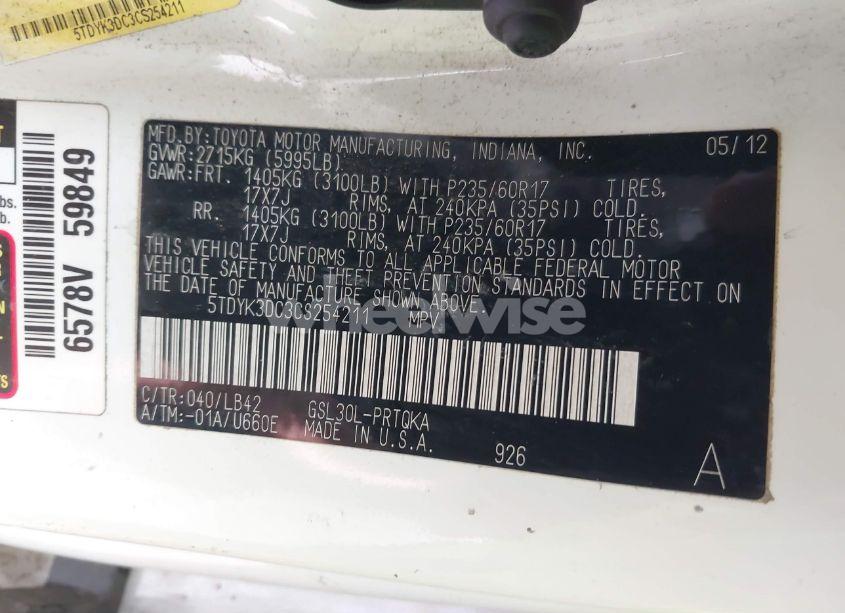 5TDYK3DC3CS254211
6578V 59849
MFD.BY:TOYOTA MOTOR MANUFACTURING, INDIANA, INC. 05/12
GVWR:2715KG (5995LB)
GAWR:FRT. 1405KG (3100LB) WITH P235/60R17 TIRES,
17X7J RIMS, AT 240KPA (35PSI) COLD.
RR. 1405KG (3100LB) WITH P235/60R17 TIRES,
17X7J RIMS, AT 240KPA (35PSI) COLD.
THIS VEHICLE CONFORMS TO ALL APPLICABLE FEDERAL MOTOR
VEHICLE SAFETY AND THEFT PREVENTION STANDARDS IN EFFECT ON
THE DATE OF MANUFACTURE SHOWN ABOVE.
5TDYK3DC3CS254211 MPV
wheelwise
C/TR:040/LB42 GSL30L-PRTQKA
A/TM:-01A/U660E MADE IN U.S.A.
926
A
lbs.
lb.